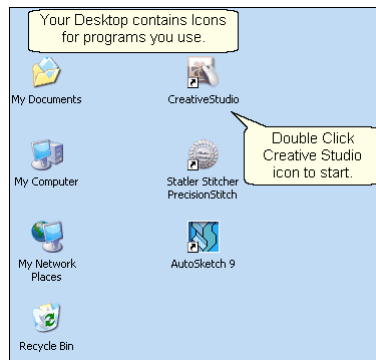 Your Desktop contains Icons
for programs you use.
My Documents
CreativeStudio
Double Click
Creative Studio
icon to start.
My Computer
Statler Stitcher
PrecisionStitch
My Network
Places
AutoSketch 9
Recycle Bin